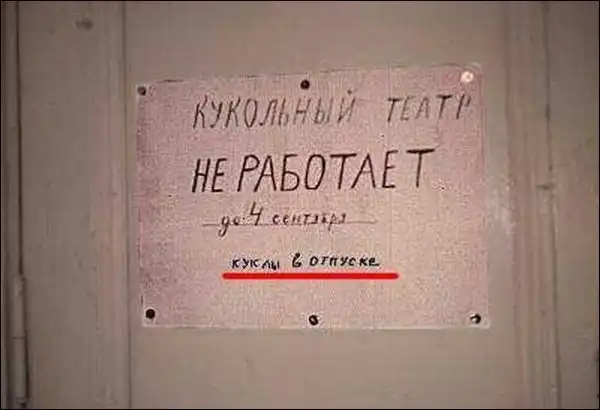 КУКОЛЬНЫЙ ТЕАТР
НЕ РАБОТАЕТ
до 4 сентября
куклы в отпуске